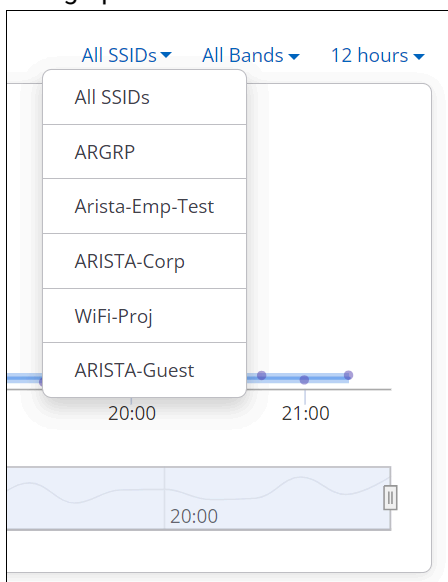 All SSIDs All Bands 12 hours
All SSIDs
ARGRP
Arista-Emp-Test
ARISTA-Corp
WiFi-Proj
ARISTA-Guest
20:00 21:00
20:00